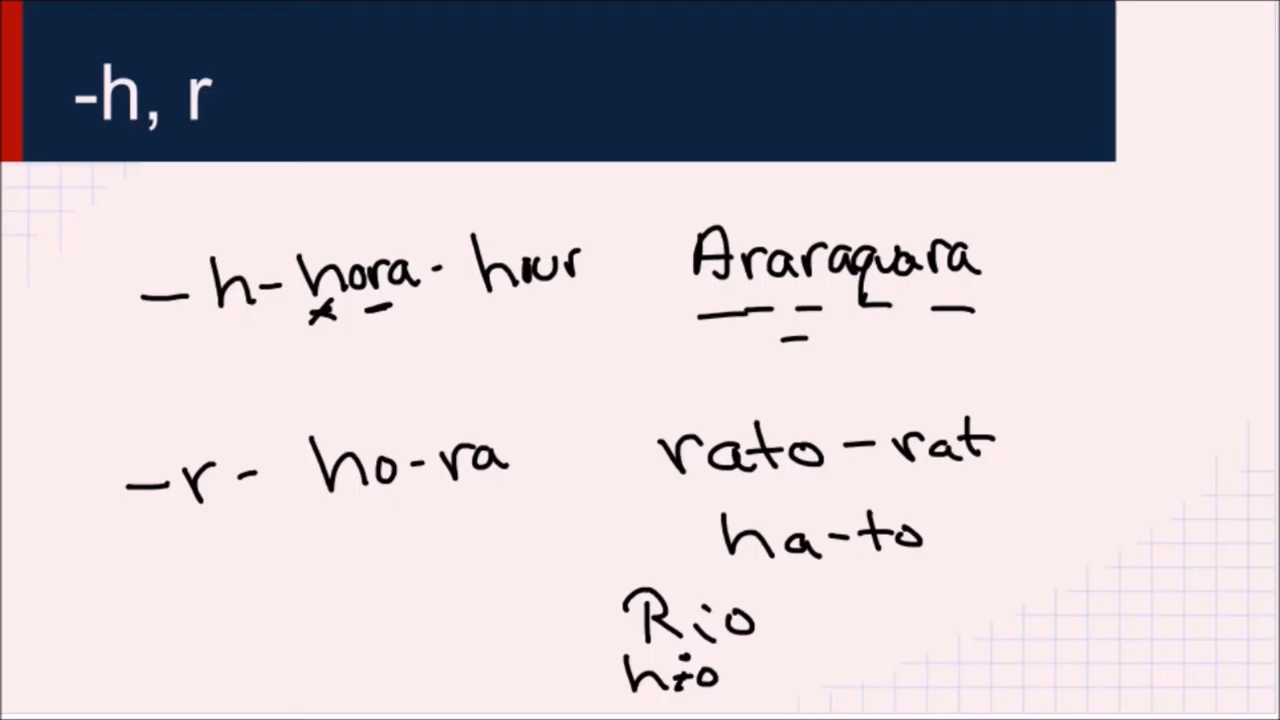 -h, r
- h - hora - hour Araraquara
- r - ho-ra rato - rat
ha-to
Rio
hio